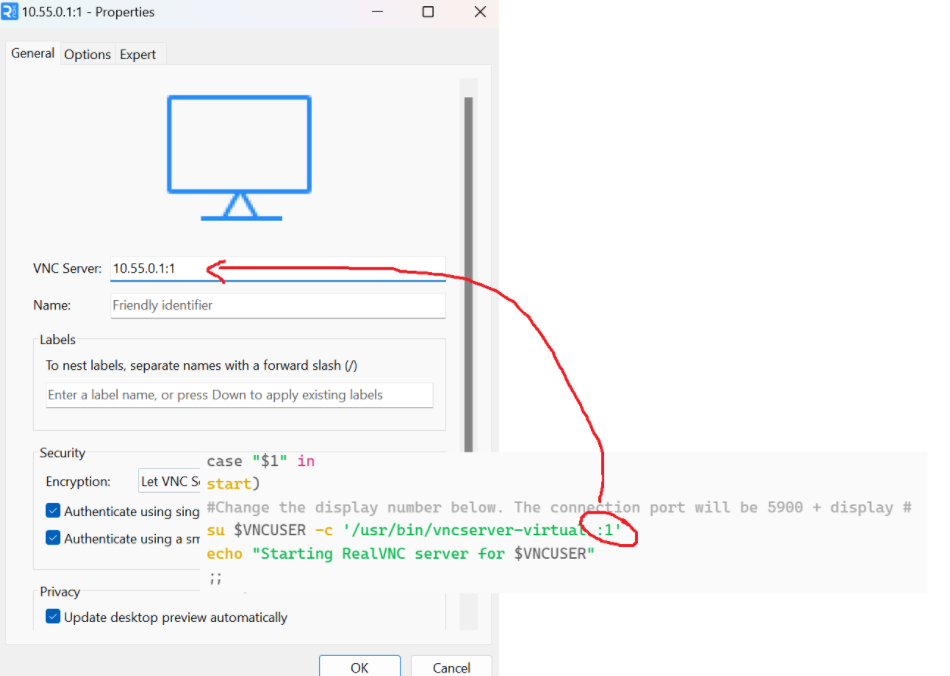 10.55.0.1:1 - Properties
General Options Expert
VNC Server: 10.55.0.1:1
Name: Friendly identifier
Labels
To nest labels, separate names with a forward slash (/)
Enter a label name, or press Down to apply existing labels
Security
Encryption: Let VNC Se
Authenticate using sing
Authenticate using a sm
Privacy
Update desktop preview automatically
OK Cancel
case "$1" in
start)
#Change the display number below. The connection port will be 5900 + display #
su $VNCUSER -c '/usr/bin/vncserver-virtual :1'
echo "Starting RealVNC server for $VNCUSER"
;;